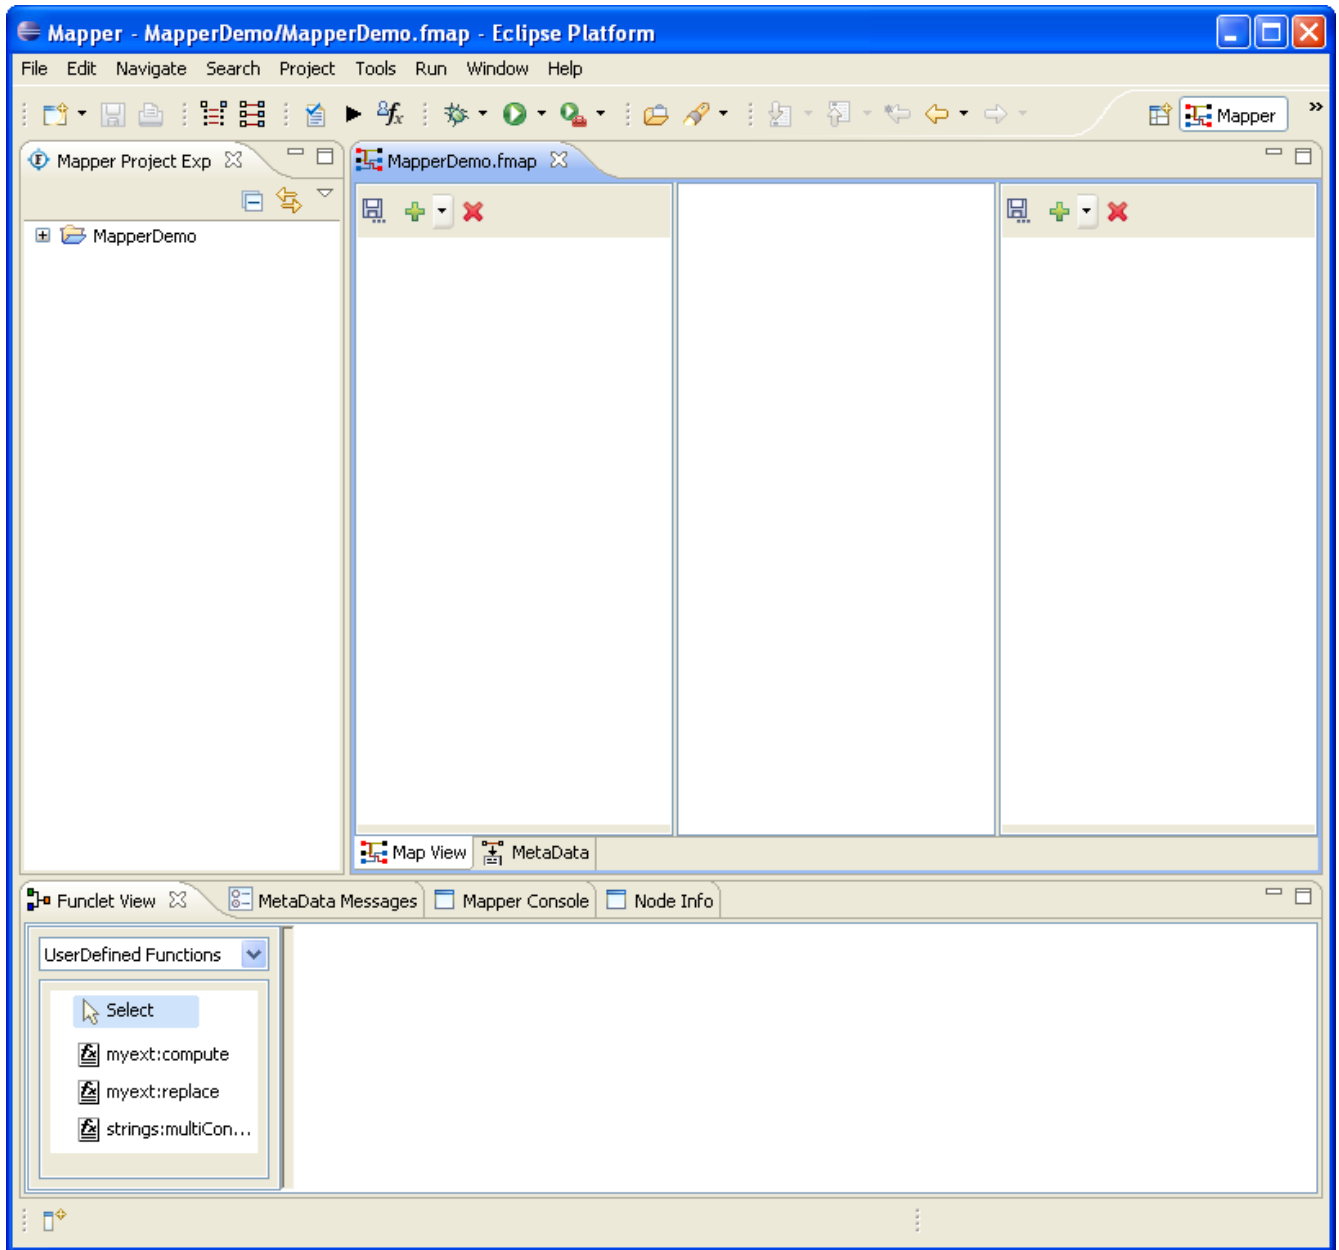 Mapper - MapperDemo/MapperDemo.fmap - Eclipse Platform
File Edit Navigate Search Project Tools Run Window Help
Mapper
Mapper Project Exp
MapperDemo.fmap
MapperDemo
Map View MetaData
Funclet View MetaData Messages Mapper Console Node Info
UserDefined Functions
Select
myext:compute
myext:replace
strings:multiCon...